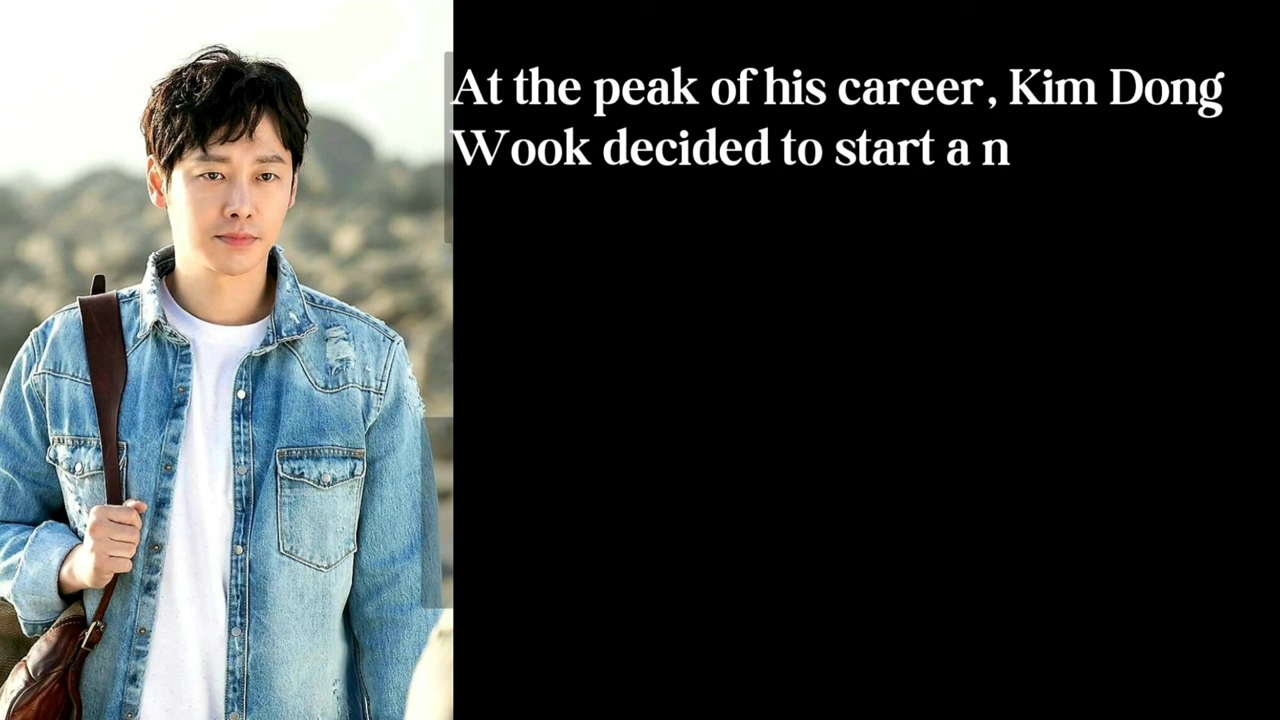 At the peak of his career, Kim Dong
Wook decided to start a n